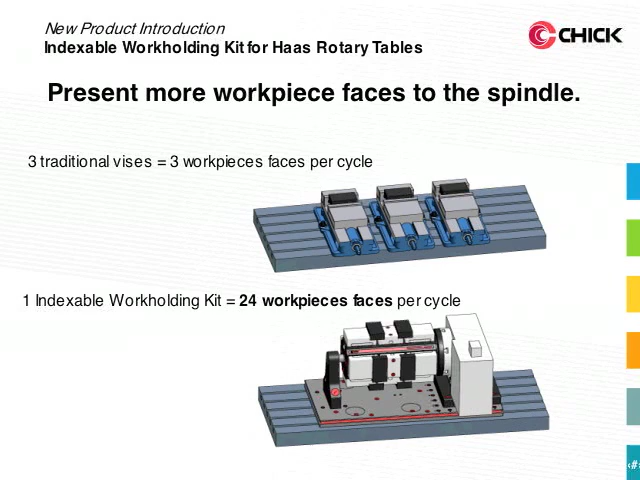 New Product Introduction
Indexable Workholding Kit for Haas Rotary Tables
CHICK
Present more workpiece faces to the spindle.
3 traditional vises = 3 workpieces faces per cycle
1 Indexable Workholding Kit = 24 workpieces faces per cycle
‹#›